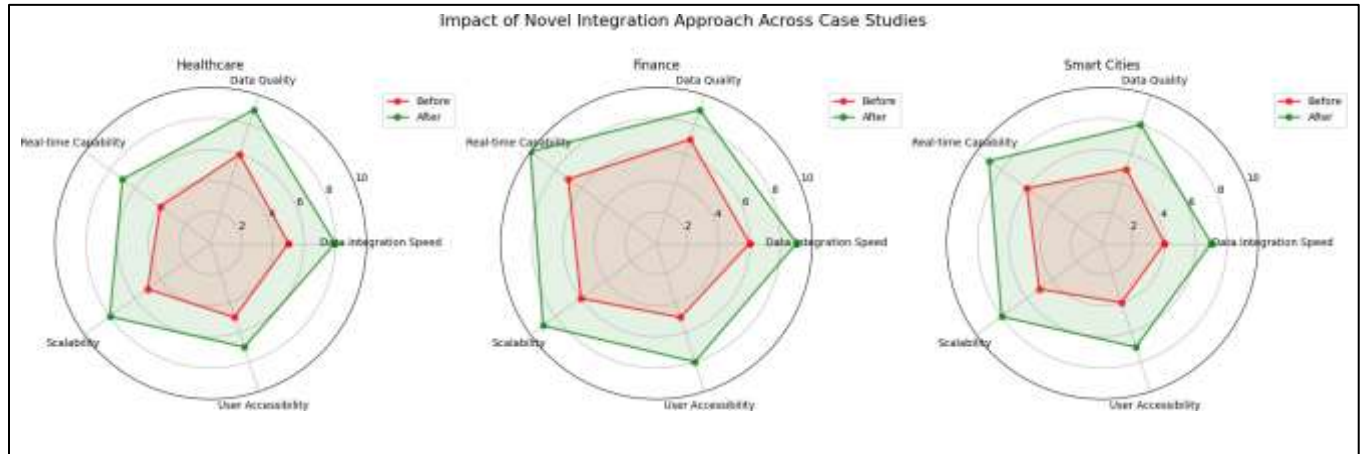 Impact of Novel Integration Approach Across Case Studies
Healthcare
Data Quality
Real-time Capability
Data Integration Speed
Scalability
User Accessibility
2
4
6
8
10
Before
After
Finance
Data Quality
Real-time Capability
Data Integration Speed
Scalability
User Accessibility
2
4
6
8
10
Before
After
Smart Cities
Data Quality
Real-time Capability
Data Integration Speed
Scalability
User Accessibility
2
4
6
8
10
Before
After